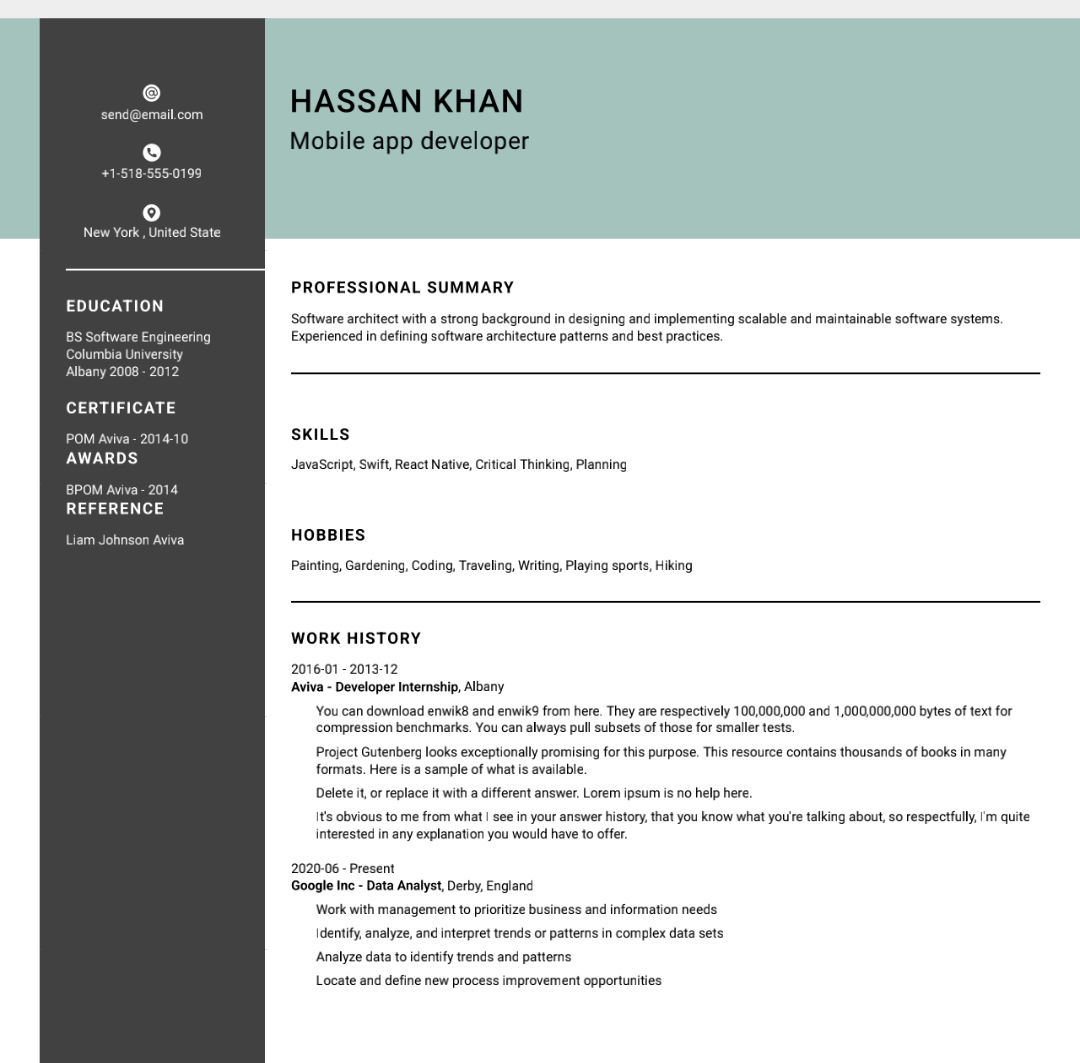 send@email.com
+1-518-555-0199
New York , United State
EDUCATION
BS Software Engineering
Columbia University
Albany 2008 - 2012
CERTIFICATE
POM Aviva - 2014-10
AWARDS
BPOM Aviva - 2014
REFERENCE
Liam Johnson Aviva
HASSAN KHAN
Mobile app developer
PROFESSIONAL SUMMARY
Software architect with a strong background in designing and implementing scalable and maintainable software systems.
Experienced in defining software architecture patterns and best practices.
SKILLS
JavaScript, Swift, React Native, Critical Thinking, Planning
HOBBIES
Painting, Gardening, Coding, Traveling, Writing, Playing sports, Hiking
WORK HISTORY
2016-01 - 2013-12
Aviva - Developer Internship, Albany
You can download enwik8 and enwik9 from here. They are respectively 100,000,000 and 1,000,000,000 bytes of text for
compression benchmarks. You can always pull subsets of those for smaller tests.
Project Gutenberg looks exceptionally promising for this purpose. This resource contains thousands of books in many
formats. Here is a sample of what is available.
Delete it, or replace it with a different answer. Lorem ipsum is no help here.
It's obvious to me from what I see in your answer history, that you know what you're talking about, so respectfully, I'm quite
interested in any explanation you would have to offer.
2020-06 - Present
Google Inc - Data Analyst, Derby, England
Work with management to prioritize business and information needs
Identify, analyze, and interpret trends or patterns in complex data sets
Analyze data to identify trends and patterns
Locate and define new process improvement opportunities